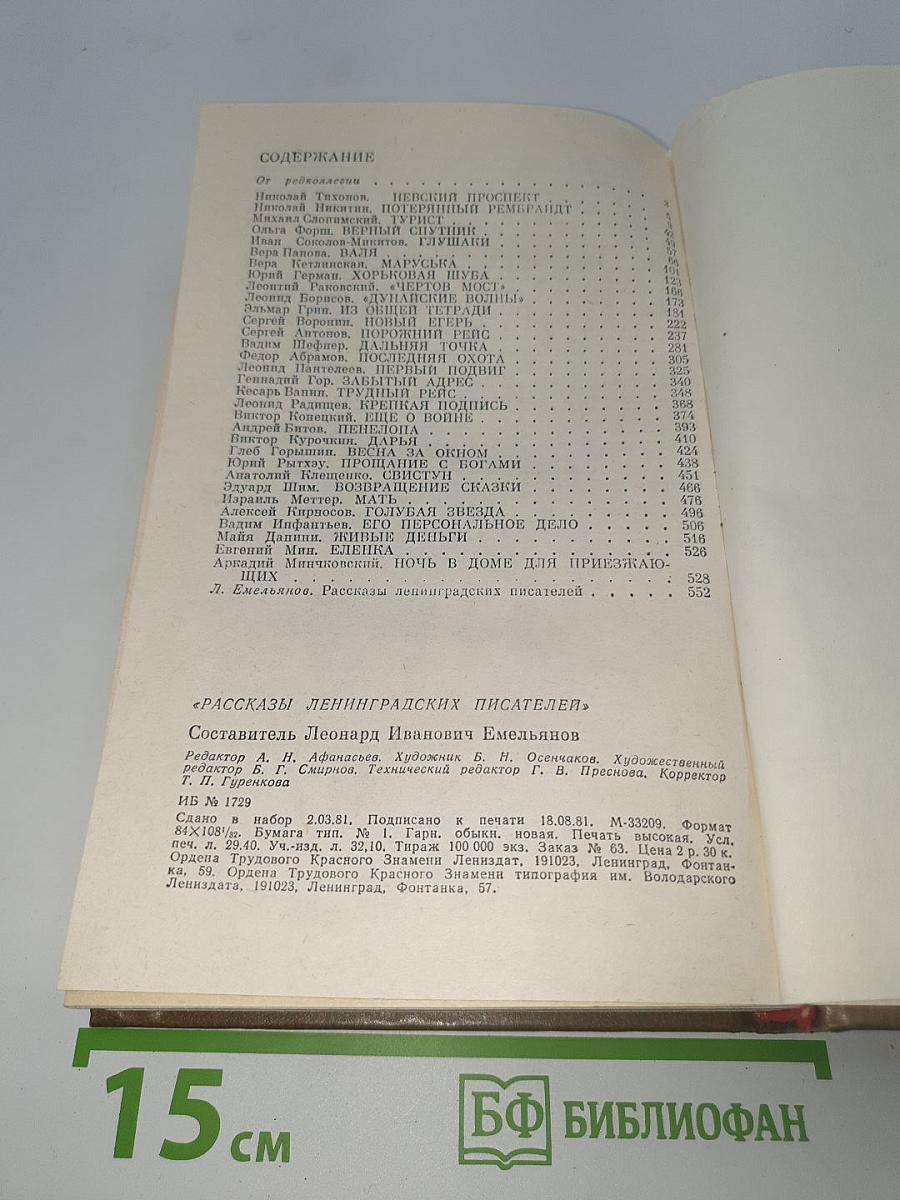 СОДЕРЖАНИЕ
От редколлегии . . . . . . . . . . . . . . . .
Николай Тихонов. НЕВСКИЙ ПРОСПЕКТ . . . . . .
Николай Никитин. ПОТЕРЯННЫЙ РЕМБРАНДТ . . . .
Михаил Слонимский. ТУРИСТ . . . . . . . . . .
Ольга Форш. ВЕРНЫЙ СПУТНИК . . . . . . . . .
Иван Соколов-Микитов. ГЛУШАКИ . . . . . . . .
Вера Панова. ВАЛЯ . . . . . . . . . . . . 57
Вера Кетлинская. МАРУСЬКА . . . . . . . .
Юрий Герман. ХОРЬКОВАЯ ШУБА . . . . . . . 101
Леонтий Раковский. «ЧЕРТОВ МОСТ» . . . . . 123
Леонид Борисов. «ДУНАЙСКИЕ ВОЛНЫ» . . . . 166
Эльмар Грин. ИЗ ОБЩЕЙ ТЕТРАДИ . . . . . . 173
Сергей Воронин. НОВЫЙ ЕГЕРЬ . . . . . . . 181
Сергей Антонов. ПОРОЖНИЙ РЕЙС . . . . . . 222
Вадим Шефнер. ДАЛЬНЯЯ ТОЧКА . . . . . . . 237
Федор Абрамов. ПОСЛЕДНЯЯ ОХОТА . . . . . . 281
Леонид Пантелеев. ПЕРВЫЙ ПОДВИГ . . . . . 305
Геннадий Гор. ЗАБЫТЫЙ АДРЕС . . . . . . . 325
Кесарь Ванин. ТРУДНЫЙ РЕЙС . . . . . . . . 340
Леонид Радищев. КРЕПКАЯ ПОДПИСЬ . . . . . 348
Виктор Конецкий. ЕЩЕ О ВОЙНЕ . . . . . . . 368
Андрей Битов. ПЕНЕЛОПА . . . . . . . . . . 374
Виктор Курочкин. ДАРЬЯ . . . . . . . . . . 393
Глеб Горышин. ВЕСНА ЗА ОКНОМ . . . . . . . 410
Юрий Рытхэу. ПРОЩАНИЕ С БОГАМИ . . . . . . 424
Анатолий Клещенко. СВИСТУН . . . . . . . . 438
Эдуард Шим. ВОЗВРАЩЕНИЕ СКАЗКИ . . . . . . 451
Израиль Меттер. МАТЬ . . . . . . . . . . . 466
Алексей Кирносов. ГОЛУБАЯ ЗВЕЗДА . . . . . 476
Вадим Инфантьев. ЕГО ПЕРСОНАЛЬНОЕ ДЕЛО . . 496
Майя Данини. ЖИВЫЕ ДЕНЬГИ . . . . . . . . 506
Евгений Мин. ЕЛЕНКА . . . . . . . . . . . 516
Аркадий Минчковский. НОЧЬ В ДОМЕ ДЛЯ ПРИЕЗЖАЮ- 526
ЩИХ . . . . . . . . . . . . . . . . . . 528
Л. Емельянов. Рассказы ленинградских писателей . . . . . 552
«РАССКАЗЫ ЛЕНИНГРАДСКИХ ПИСАТЕЛЕЙ»
Составитель Леонард Иванович Емельянов
Редактор А. Н. Афанасьев. Художник Б. Н. Осенчаков. Художественный
редактор Б. Г. Смирнов. Технический редактор Г. В. Преснова. Корректор
Т. П. Гуренкова
ИБ № 1729
Сдано в набор 2.03.81. Подписано к печати 18.08.81. М-33209. Формат
84×108¹/₃₂. Бумага тип. № 1. Гарн. обыкн. новая. Печать высокая. Усл.
печ. л. 29,40. Уч.-изд. л. 32,10. Тираж 100 000 экз. Заказ № 63. Цена 2 р. 30 к.
Ордена Трудового Красного Знамени Лениздат, 191023, Ленинград, Фонтан-
ка, 59. Ордена Трудового Красного Знамени типография им. Володарского
Лениздата, 191023, Ленинград, Фонтанка, 57.
15 см
БФ БИБЛИОФАН